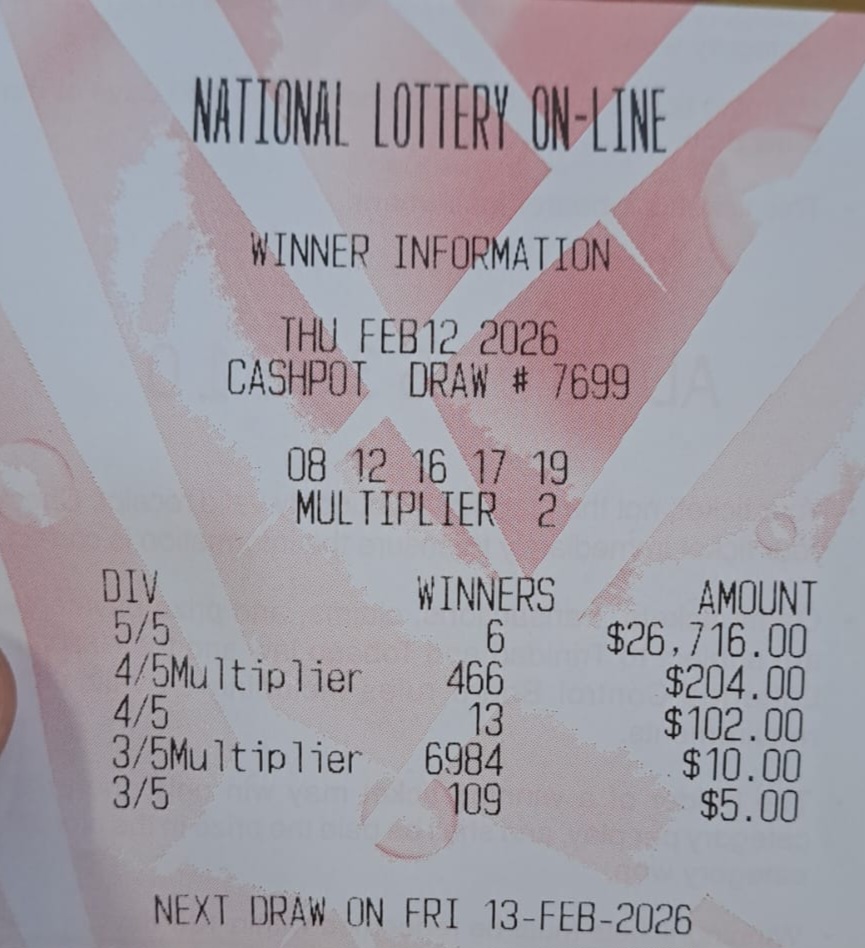 NATIONAL LOTTERY ON-LINE
WINNER INFORMATION
THU FEB12 2026
CASHPOT DRAW # 7699
08 12 16 17 19
MULTIPLIER 2
DIV WINNERS AMOUNT
5/5 6 $26,716.00
4/5Multiplier 466 $204.00
4/5 13 $102.00
3/5Multiplier 6984 $10.00
3/5 109 $5.00
NEXT DRAW ON FRI 13-FEB-2026